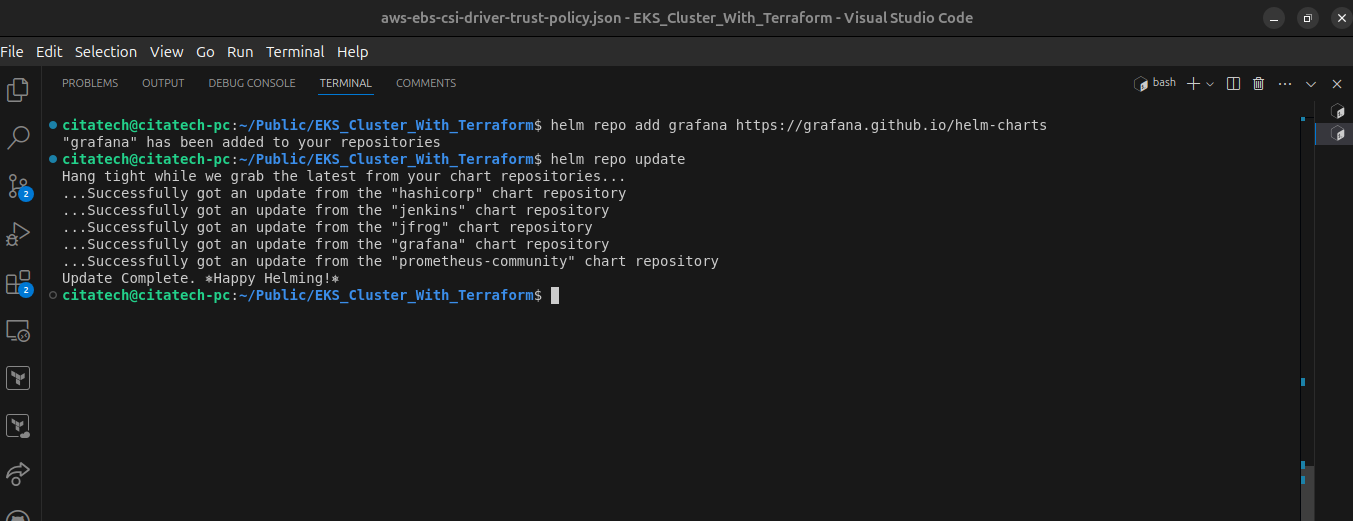 aws-ebs-csi-driver-trust-policy.json - EKS_Cluster_With_Terraform - Visual Studio Code
File Edit Selection View Go Run Terminal Help
PROBLEMS OUTPUT DEBUG CONSOLE TERMINAL COMMENTS
bash
citatech@citatech-pc:~/Public/EKS_Cluster_With_Terraform$ helm repo add grafana https://grafana.github.io/helm-charts
"grafana" has been added to your repositories
citatech@citatech-pc:~/Public/EKS_Cluster_With_Terraform$ helm repo update
Hang tight while we grab the latest from your chart repositories...
...Successfully got an update from the "hashicorp" chart repository
...Successfully got an update from the "jenkins" chart repository
...Successfully got an update from the "jfrog" chart repository
...Successfully got an update from the "grafana" chart repository
...Successfully got an update from the "prometheus-community" chart repository
Update Complete. ⎈Happy Helming!⎈
citatech@citatech-pc:~/Public/EKS_Cluster_With_Terraform$
2
2